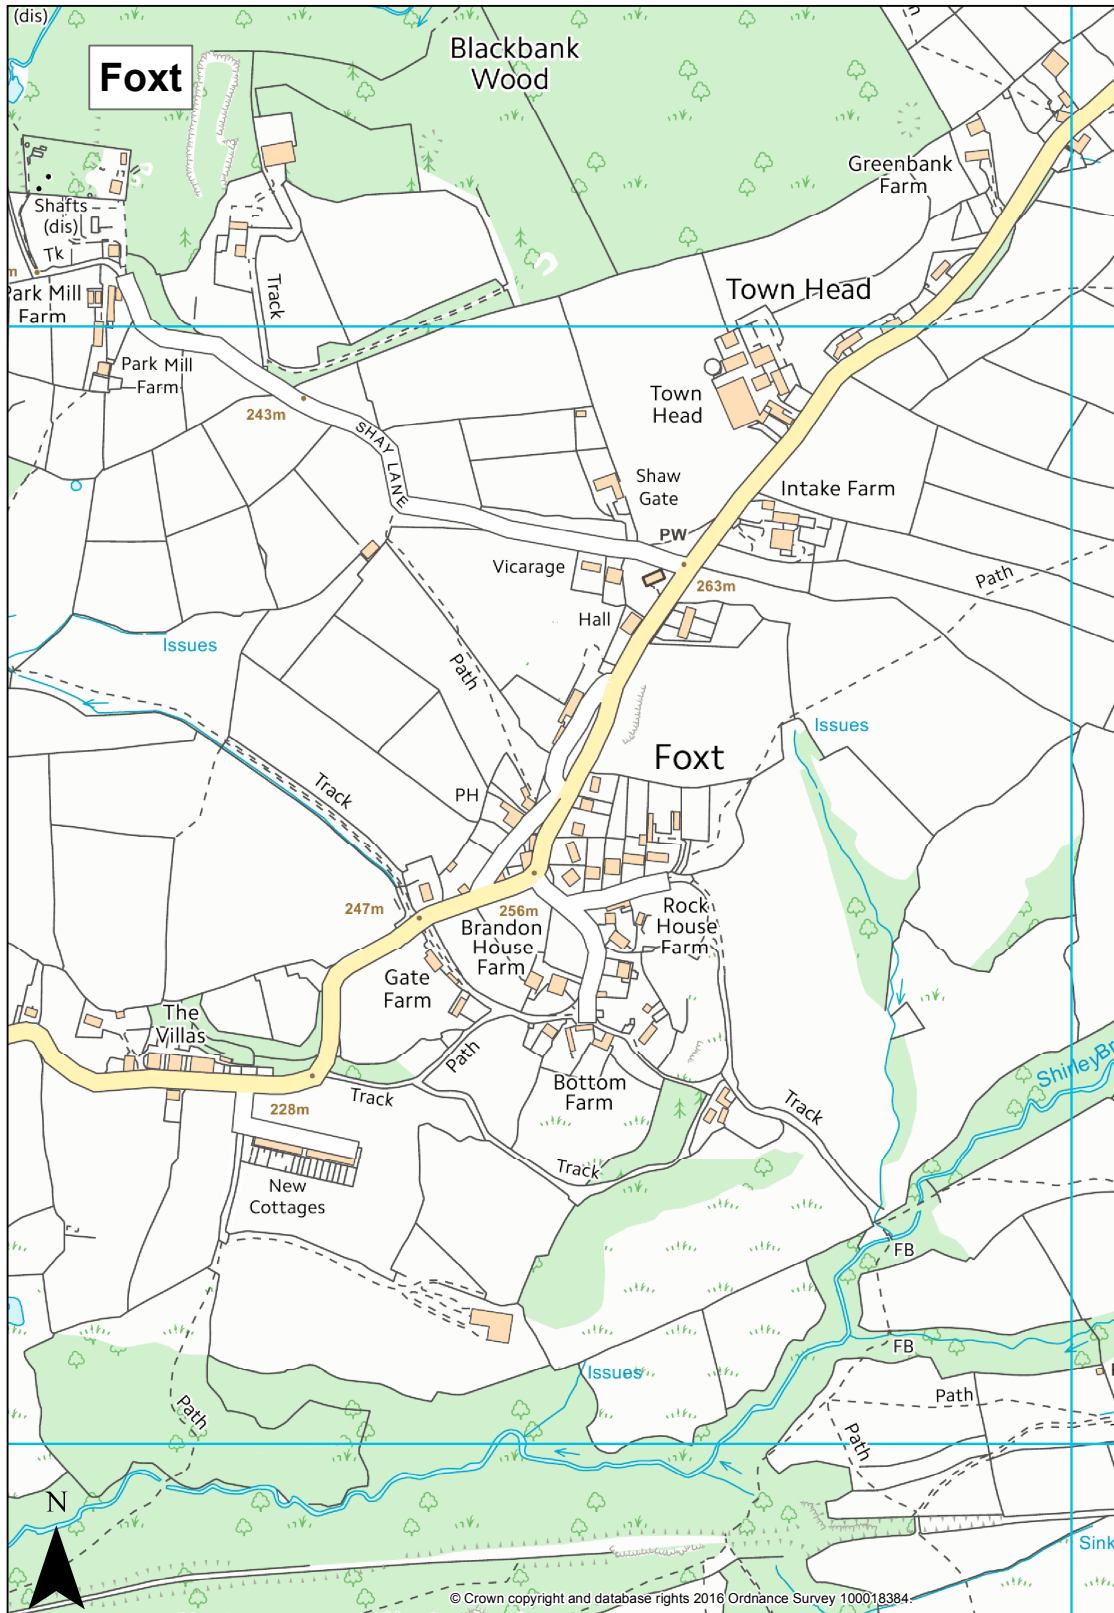 (dis)
Foxt
Blackbank
Wood
Greenbank
Farm
Shafts
(dis)
Tk
m
Park Mill
Farm
Track
Town Head
Park Mill
Farm
243m
Town
Head
SHAY LANE
Shaw
Gate
Intake Farm
PW
Vicarage
263m
Path
Hall
Issues
Path
Issues
Foxt
Track
PH
247m
256m
Rock
House
Farm
Brandon
House
Farm
Gate
Farm
The
Villas
Shirley Br
Path
Bottom
Farm
Track
228m
Track
Track
New
Cottages
FB
FB
Issues
Path
Path
Path
N
Sink
© Crown copyright and database rights 2016 Ordnance Survey 100018384.